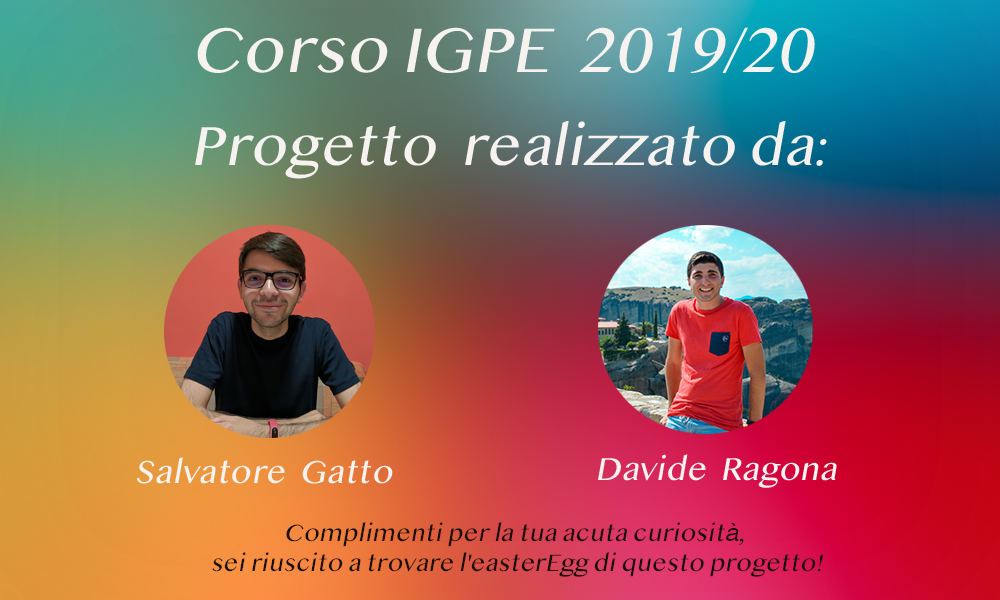 Corso IGPE 2019/20
Progetto realizzato da:
Salvatore Gatto
Davide Ragona
Complimenti per la tua acuta curiosità,
sei riuscito a trovare l'easterEgg di questo progetto!